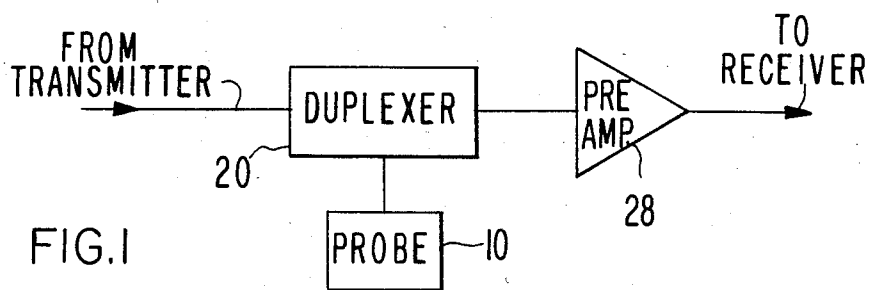 FROM
TRANSMITTER
TO
RECEIVER
DUPLEXER
PRE
AMP.
20
28
PROBE
10
FIG.1